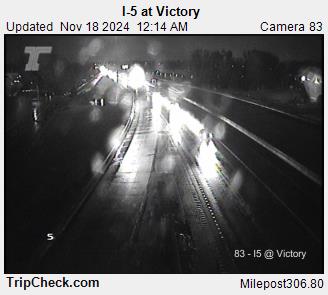 I-5 at Victory
Updated Nov 18 2024 12:14 AM Camera 83
T
S
83 - I5 @ Victory
TripCheck.com Milepost306.80